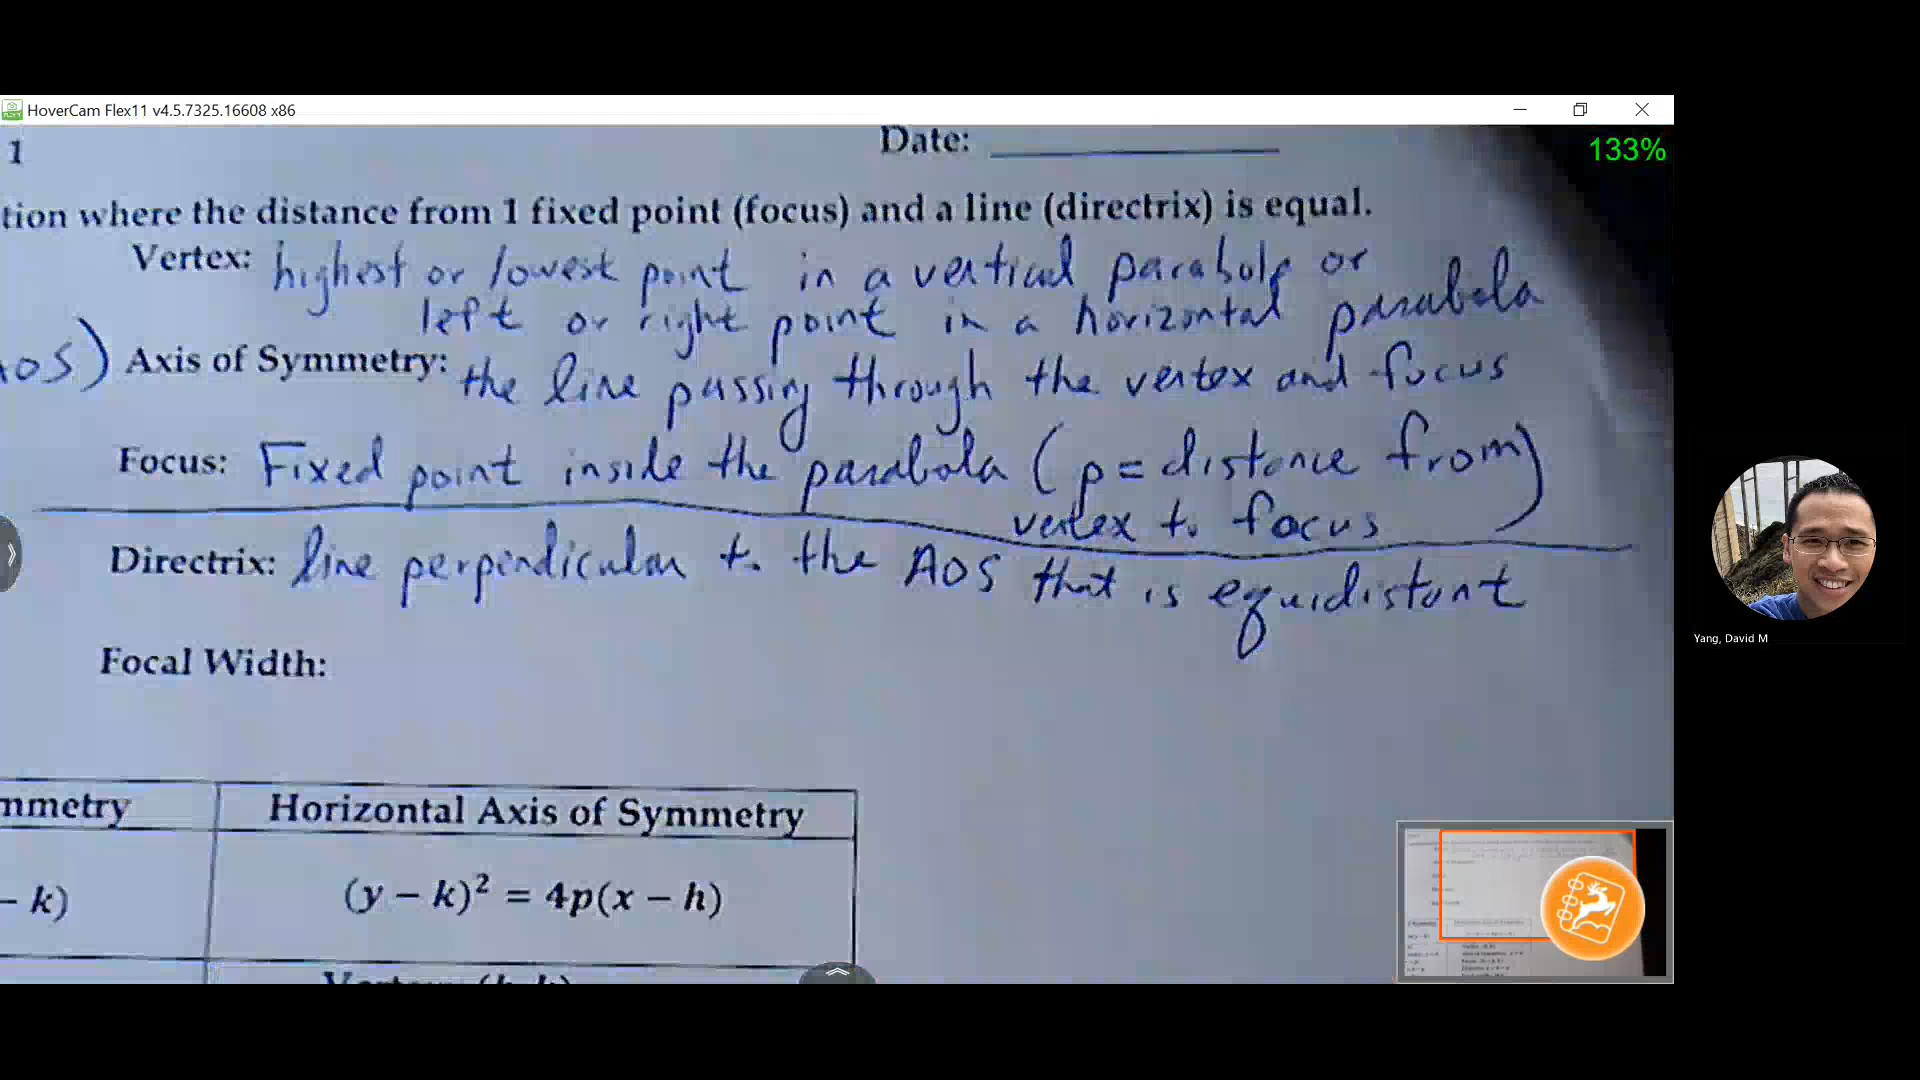 HoverCam Flex11 v4.5.7325.16608 x86
133%
1 Date:
tion where the distance from 1 fixed point (focus) and a line (directrix) is equal.
Vertex: highest or lowest point in a vertical parabola or
left or right point in a horizontal parabola
AOS) Axis of Symmetry: the line passing through the vertex and focus
Focus: Fixed point inside the parabola (p = distance from)
vertex to focus
Directrix: line perpendicular to the AOS that is equidistant
Focal Width:
mmetry Horizontal Axis of Symmetry
– k) (y – k)² = 4p(x – h)
Yang, David M